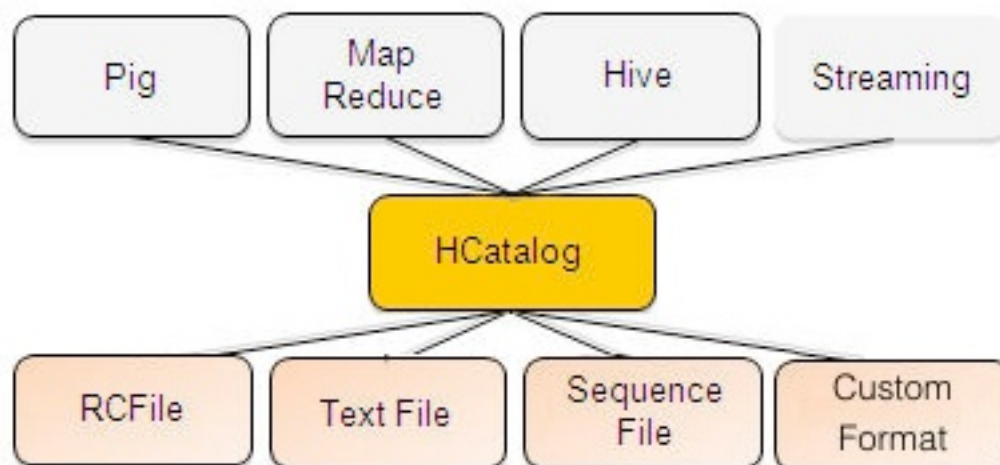 Pig
Map
Reduce
Hive
Streaming
HCatalog
RCFile
Text File
Sequence
File
Custom
Format